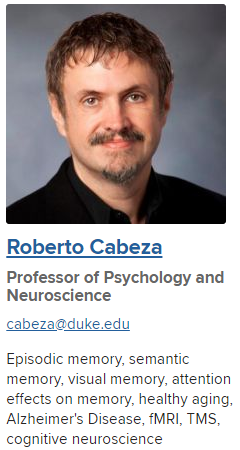 Roberto Cabeza
Professor of Psychology and
Neuroscience
cabeza@duke.edu
Episodic memory, semantic
memory, visual memory, attention
effects on memory, healthy aging,
Alzheimer's Disease, fMRI, TMS,
cognitive neuroscience